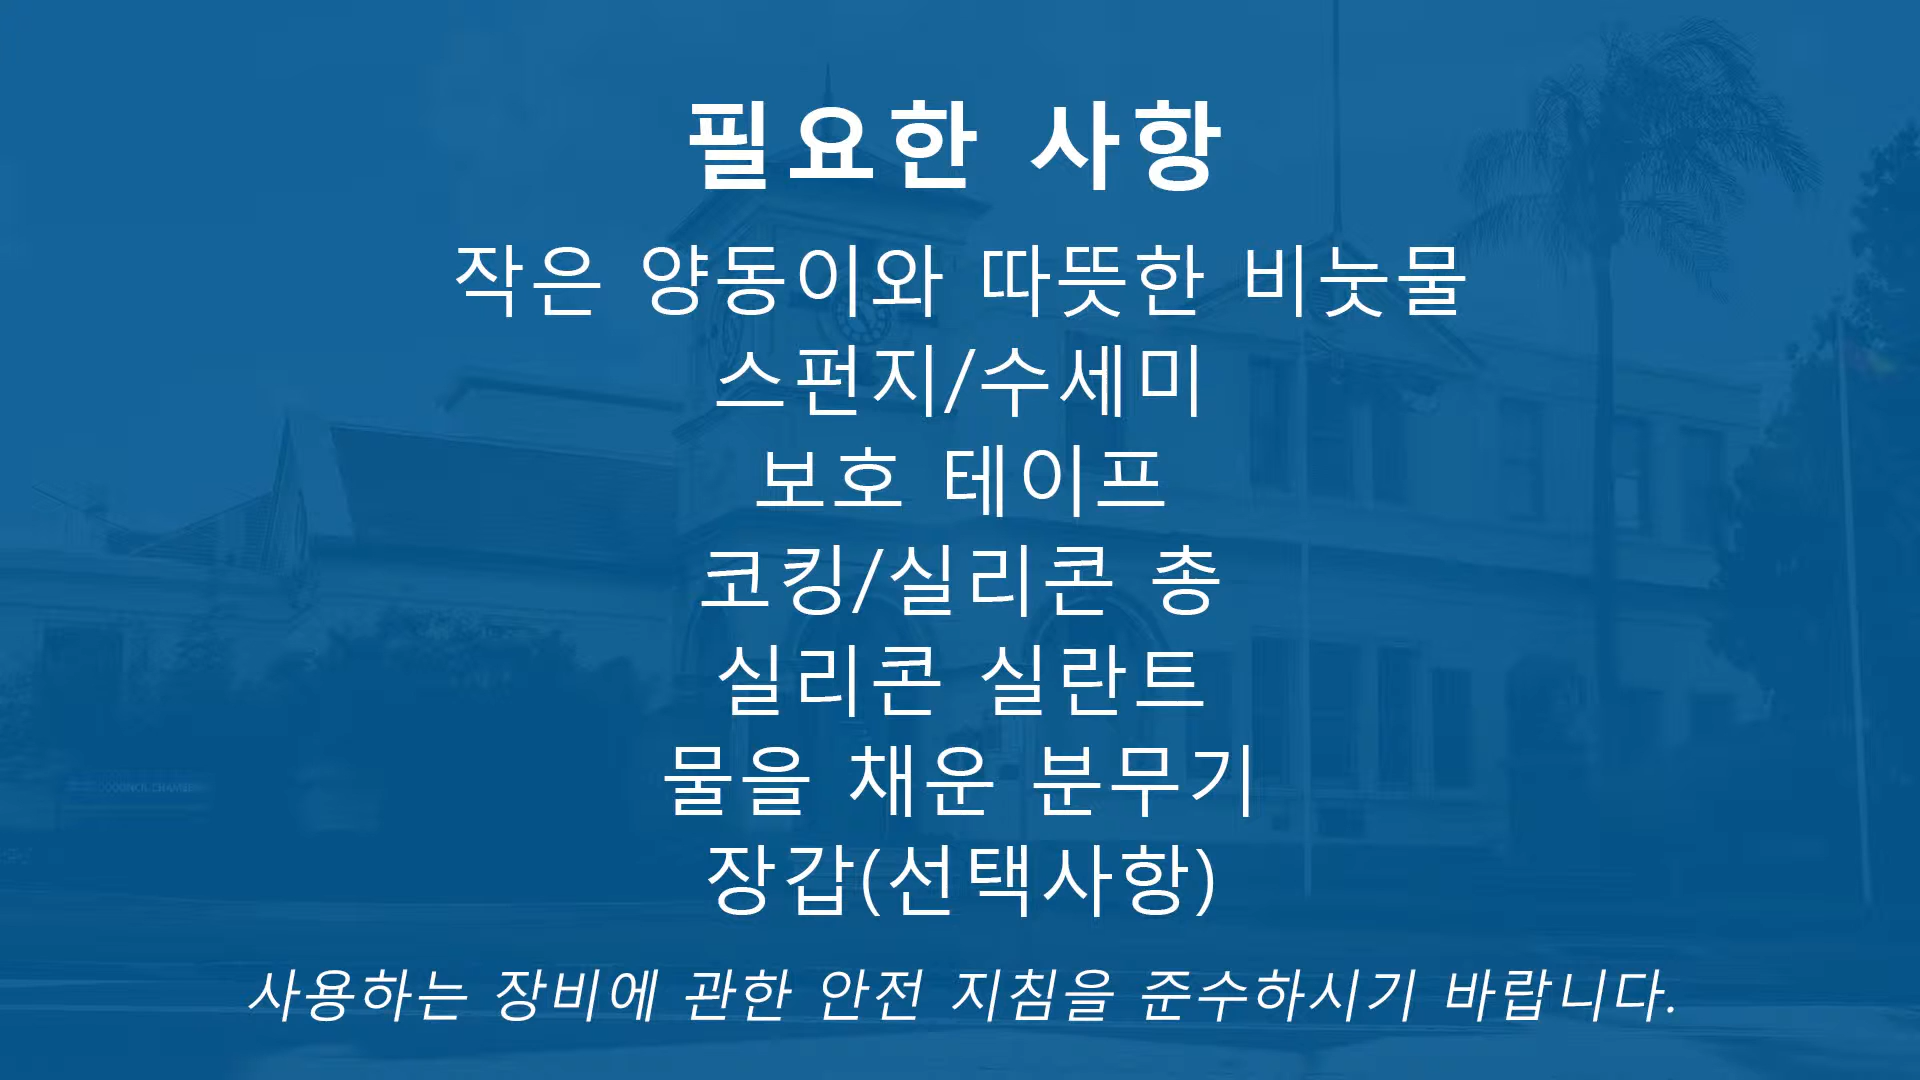 필요한 사항
작은 양동이와 따뜻한 비눗물
스펀지/수세미
보호 테이프
코킹/실리콘 총
실리콘 실란트
물을 채운 분무기
장갑(선택사항)
사용하는 장비에 관한 안전 지침을 준수하시기 바랍니다.